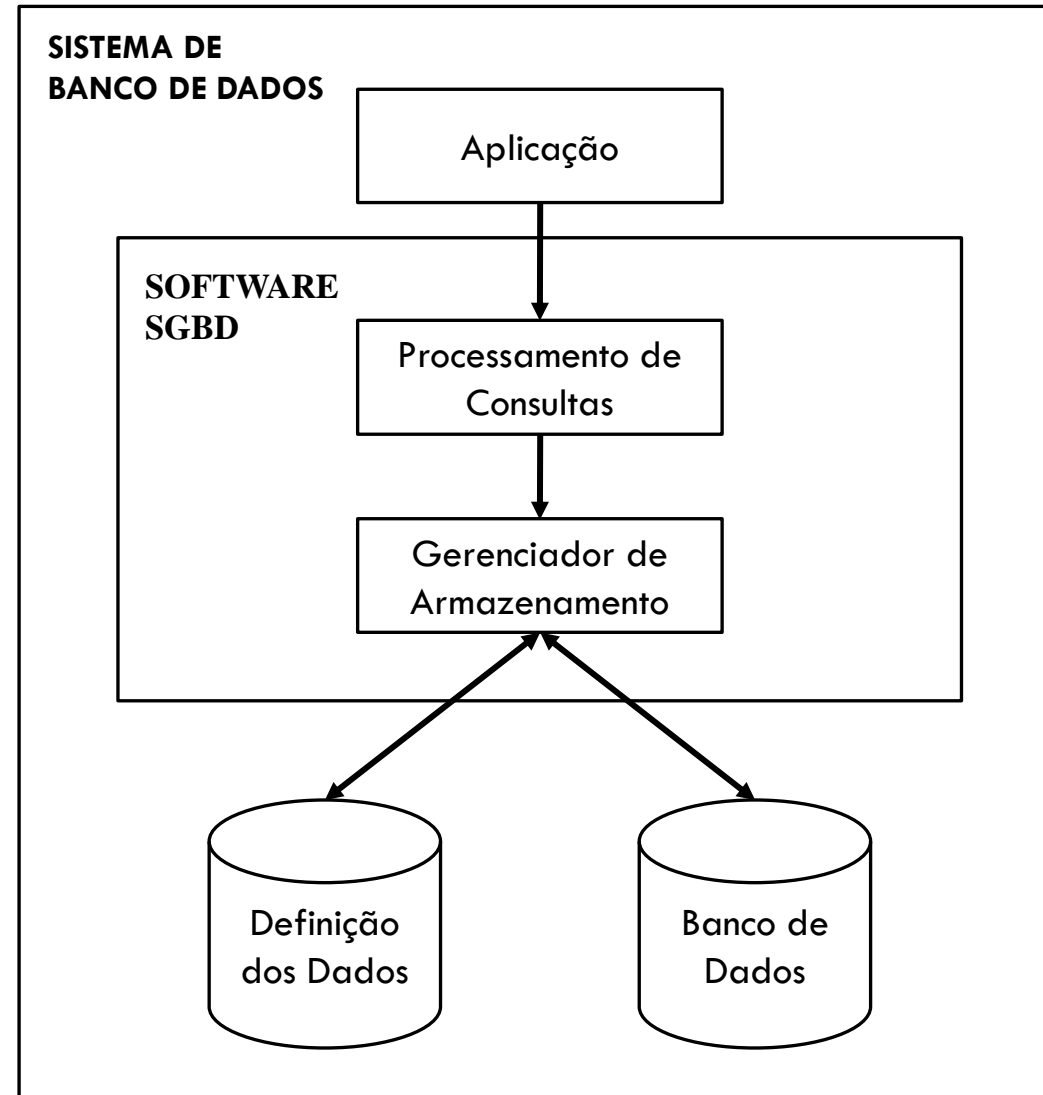 SISTEMA DE
BANCO DE DADOS
Aplicação
SOFTWARE
SGBD
Processamento de
Consultas
Gerenciador de
Armazenamento
Definição
dos Dados
Banco de
Dados